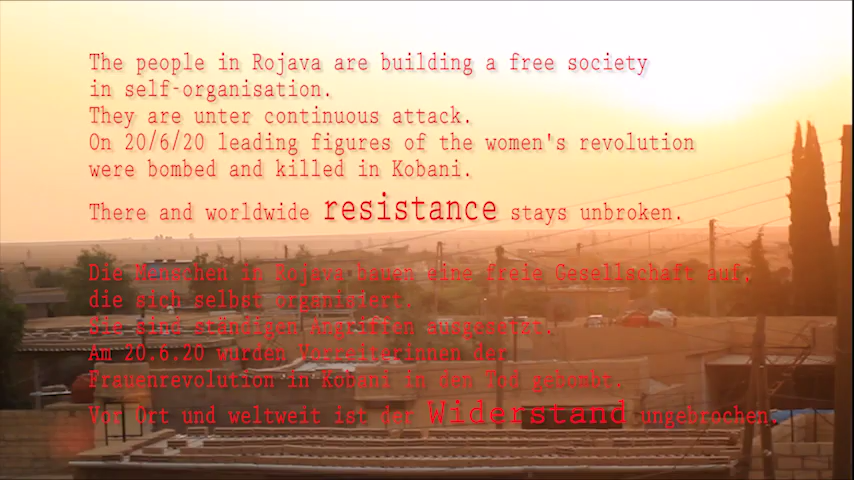 The people in Rojava are building a free society
in self-organisation.
They are unter continuous attack.
On 20/6/20 leading figures of the women's revolution
were bombed and killed in Kobani.
There and worldwide resistance stays unbroken.
Die Menschen in Rojava bauen eine freie Gesellschaft auf,
die sich selbst organisiert.
Sie sind ständigen Angriffen ausgesetzt.
Am 20.6.20 wurden Vorreiterinnen der
Frauenrevolution in Kobani in den Tod gebombt.
Vor Ort und weltweit ist der Widerstand ungebrochen.